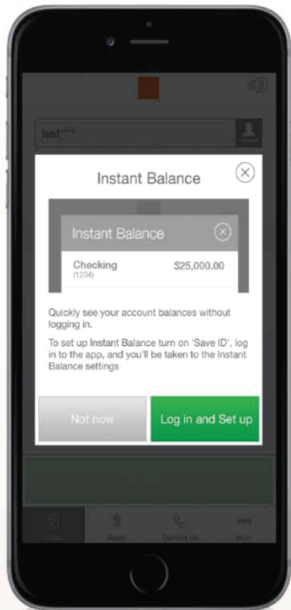 test****
Instant Balance
Instant Balance
Checking $25,000.00
(1234)
Quickly see your account balances without
logging in.
To set up Instant Balance turn on 'Save ID', log
in to the app, and you'll be taken to the Instant
Balance settings
Not now Log in and Set up
Contact Us